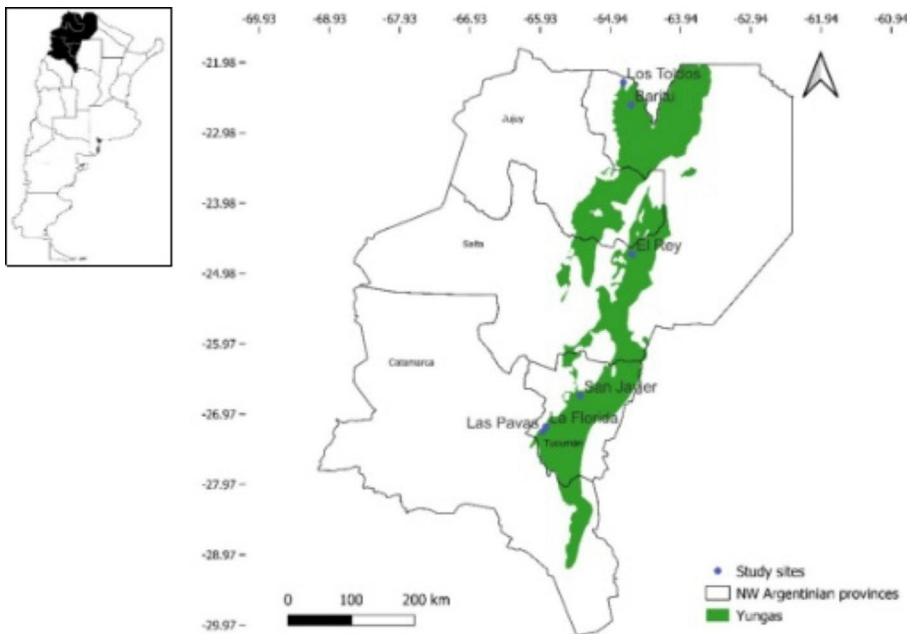 -69.93 -68.93 -67.93 -66.93 -65.93 -64.94 -63.94 -62.94 -61.94 -60.94
-21.98
Los Toldos
Baritu
-22.98
Jujuy
-23.98
Salta
El Rey
-24.98
-25.97
Catamarca
San Javier
-26.97
Las Pavas
La Florida
Tucumán
-27.97
-28.97
-29.97
0 100 200 km
Study sites
NW Argentinian provinces
Yungas